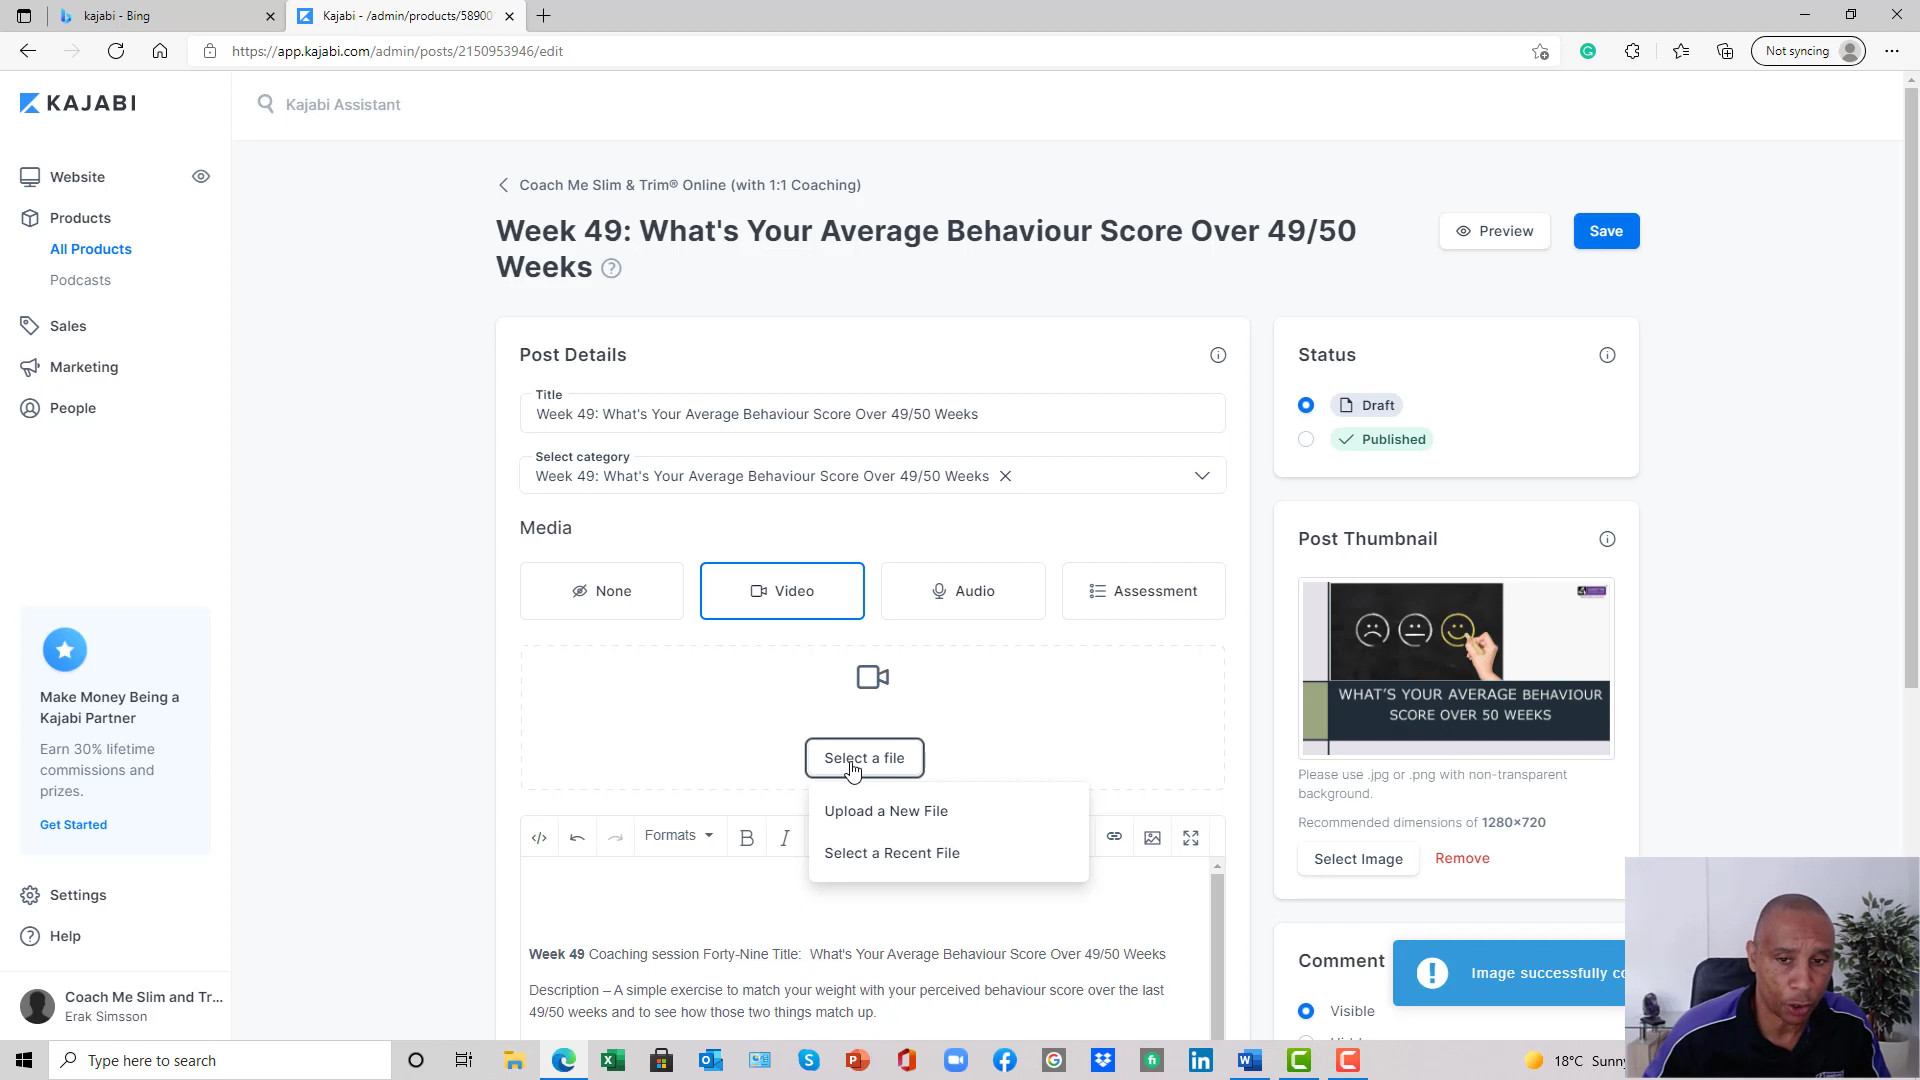 kajabi - Bing
Kajabi - /admin/products/58900
https://app.kajabi.com/admin/posts/2150953946/edit
Not syncing
KAJABI
Kajabi Assistant
Website
Products
All Products
Podcasts
Sales
Marketing
People
Make Money Being a
Kajabi Partner
Earn 30% lifetime
commissions and
prizes.
Get Started
Settings
Help
Coach Me Slim and Tr...
Erak Simsson
Coach Me Slim & Trim® Online (with 1:1 Coaching)
Week 49: What's Your Average Behaviour Score Over 49/50
Weeks
Preview
Save
Post Details
Title
Week 49: What's Your Average Behaviour Score Over 49/50 Weeks
Select category
Week 49: What's Your Average Behaviour Score Over 49/50 Weeks
Media
None
Video
Audio
Assessment
Select a file
Upload a New File
Select a Recent File
Formats
B
I
Week 49 Coaching session Forty-Nine Title: What's Your Average Behaviour Score Over 49/50 Weeks
Description – A simple exercise to match your weight with your perceived behaviour score over the last
49/50 weeks and to see how those two things match up.
Status
Draft
Published
Post Thumbnail
WHAT'S YOUR AVERAGE BEHAVIOUR
SCORE OVER 50 WEEKS
Please use .jpg or .png with non-transparent
background.
Recommended dimensions of 1280×720
Select Image
Remove
Comment
Image successfully co
Visible
Type here to search
18°C Sunny